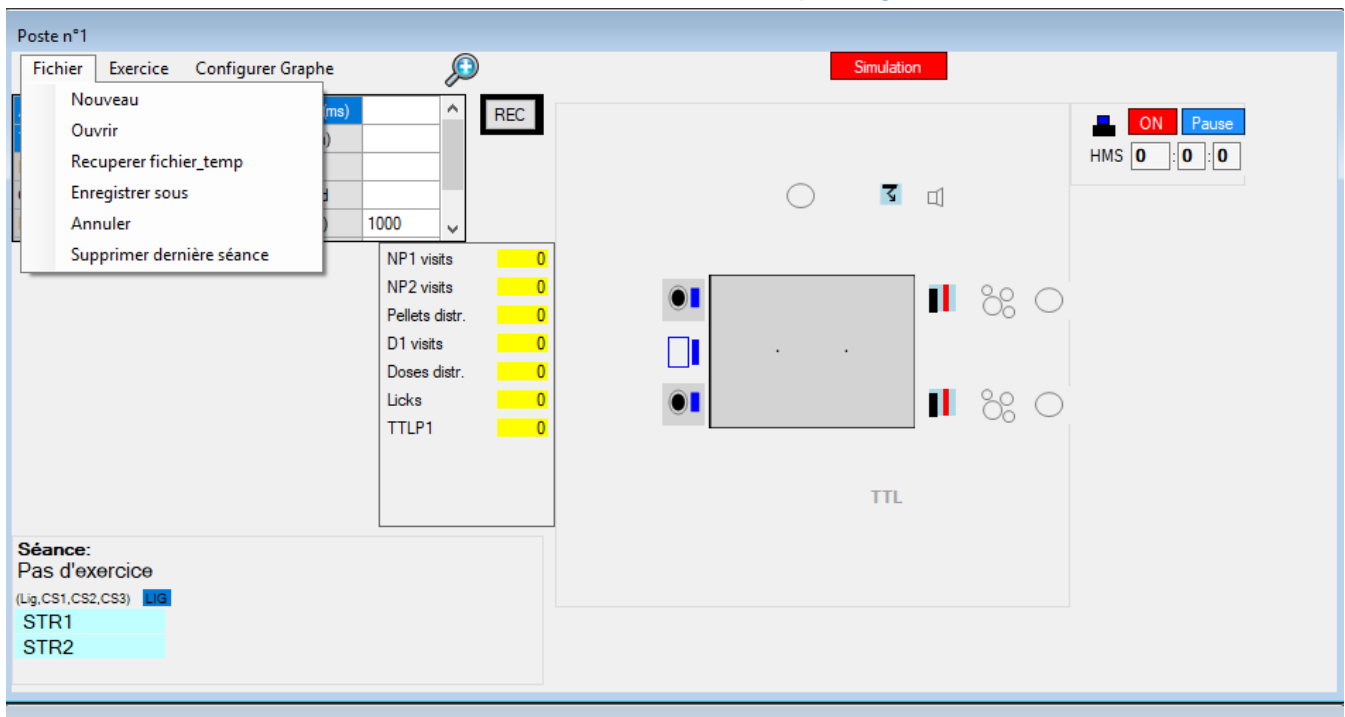 Poste n°1
Fichier Exercice Configurer Graphe
Simulation
Nouveau
Ouvrir
Recuperer fichier_temp
Enregistrer sous
Annuler
Supprimer dernière séance
(ms)
1000
REC
ON Pause
HMS 0 : 0 : 0
NP1 visits 0
NP2 visits 0
Pellets distr. 0
D1 visits 0
Doses distr. 0
Licks 0
TTLP1 0
TTL
Séance:
Pas d'exercice
(Lig,CS1,CS2,CS3) LIG
STR1
STR2